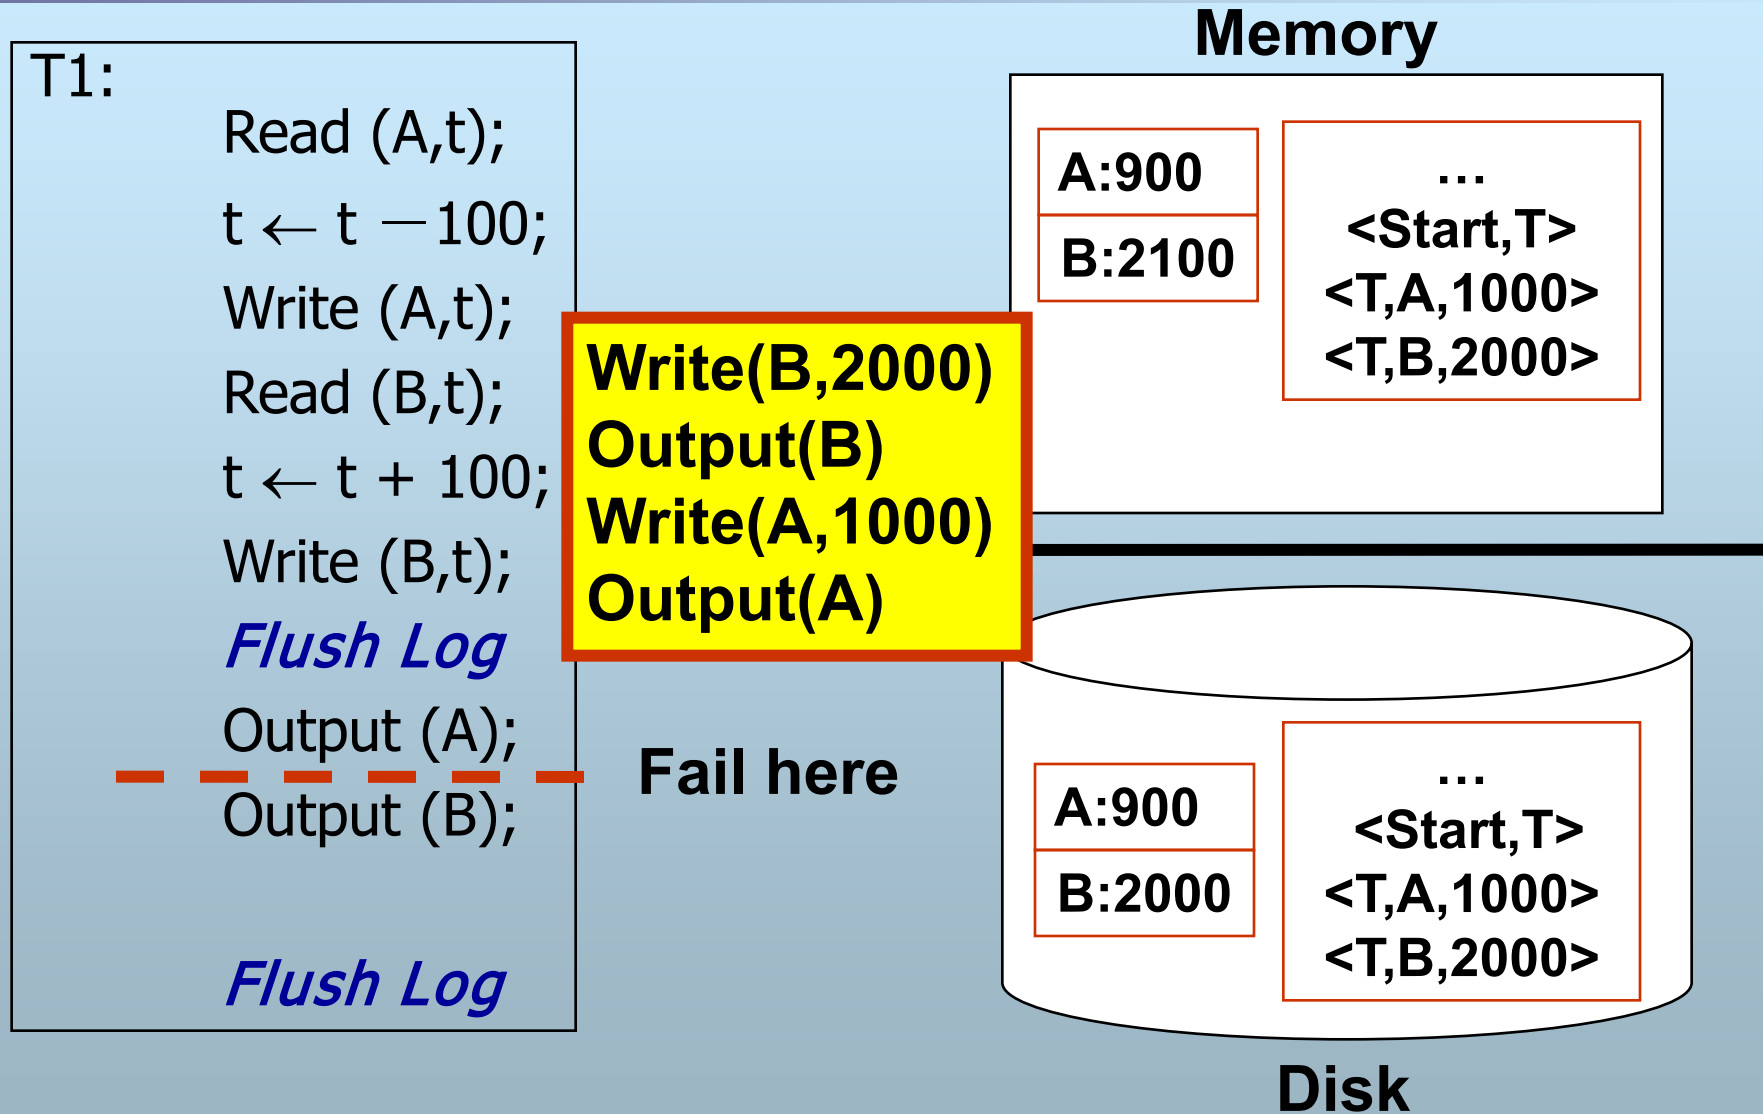 T1:
Read (A,t);
t ← t －100;
Write (A,t);
Read (B,t);
t ← t + 100;
Write (B,t);
Flush Log
Output (A);
Output (B);
Flush Log
Write(B,2000)
Output(B)
Write(A,1000)
Output(A)
Fail here
Memory
A:900
B:2100
…
<Start,T>
<T,A,1000>
<T,B,2000>
A:900
B:2000
…
<Start,T>
<T,A,1000>
<T,B,2000>
Disk